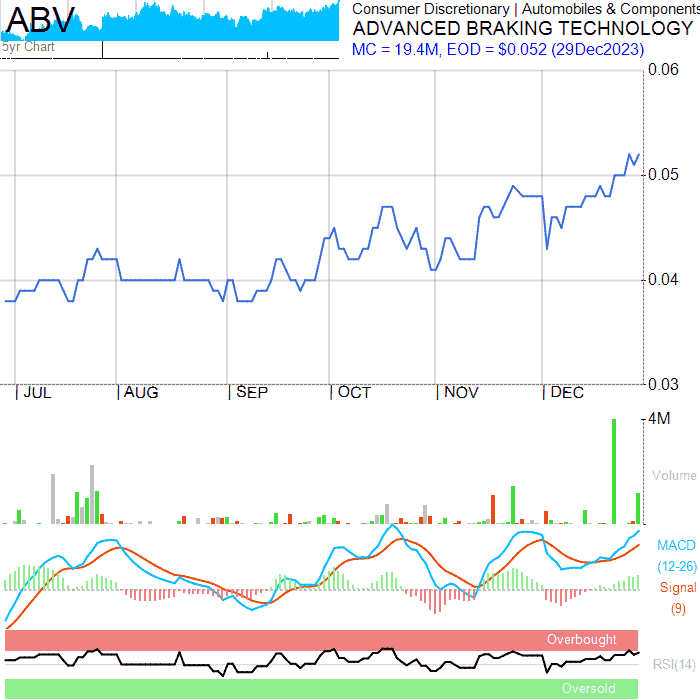 ABV
5yr Chart
Consumer Discretionary | Automobiles & Components
ADVANCED BRAKING TECHNOLOGY
MC = 19.4M, EOD = $0.052 (29Dec2023)
0.06
0.05
0.04
0.03
JUL AUG SEP OCT NOV DEC
4M
Volume
MACD
(12-26)
Signal
(9)
Overbought
RSI(14)
Oversold